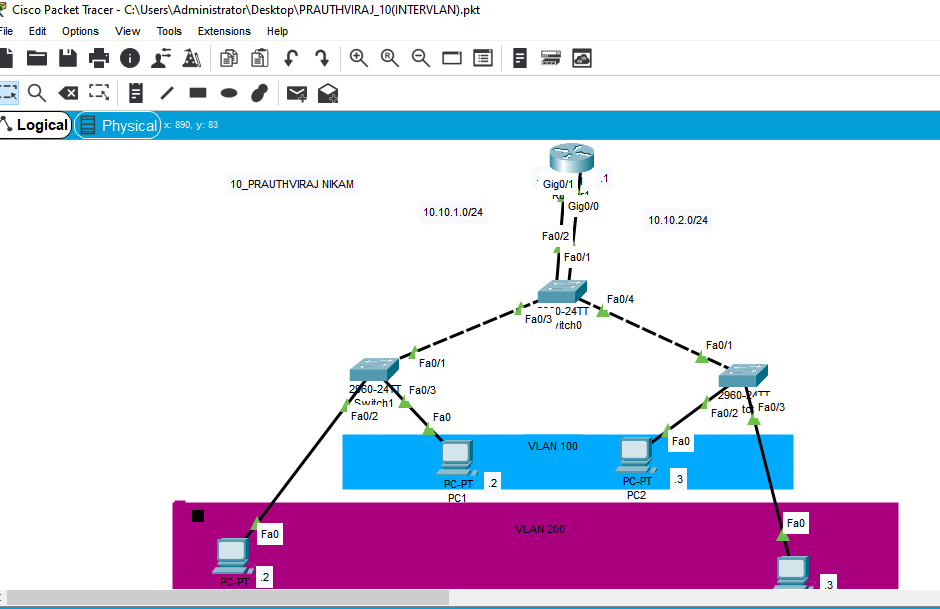 Cisco Packet Tracer - C:\Users\Administrator\Desktop\PRAUTHVIRAJ_10(INTERVLAN).pkt
File Edit Options View Tools Extensions Help
Logical Physical x: 890, y: 83
10_PRAUTHVIRAJ NIKAM
Gig0/1 .1
Gig0/0
10.10.1.0/24
10.10.2.0/24
Fa0/2
Fa0/1
Fa0/4
Fa0/3
Fa0/1
Fa0/1
2960-24TT
Switch1
Fa0/3
Fa0/2
Fa0/2
Fa0/3
Fa0
VLAN 100
Fa0
PC-PT
PC1
.2
PC-PT
PC2
.3
VLAN 200
Fa0
Fa0
PC-PT
.2
.3